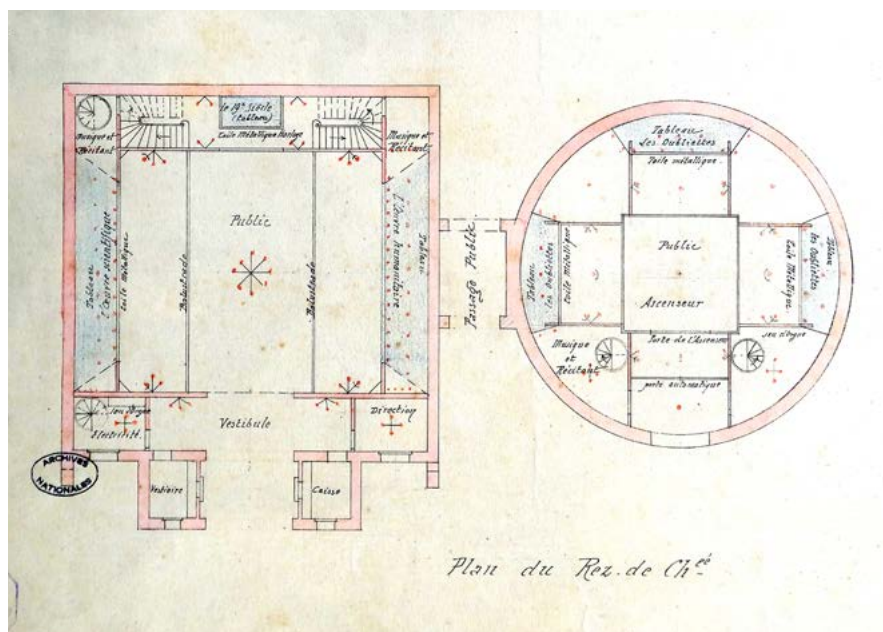 le 19e Siècle
(tableau)
Toile Métallique
Musique et
Récitant
Musique et
Récitant
Tableau
L'Oeuvre scientifique
Toile Métallique
Balustrade
Public
Balustrade
L'Oeuvre humanitaire
Tableau
Jeu d'orgue
Electricité
Vestibule
Direction
Vestiaire
Caisse
ARCHIVES
NATIONALES
Passage Public
Tableau
Les Oubliettes
Toile métallique
Tableau
les Oubliettes
Toile Métallique
Public
Ascenseur
Toile Métallique
les Oubliettes
Tableau
Musique
et
Récitant
Porte de l'Ascenseur
Jeu d'orgue
porte automatique
Plan du Rez-de Chée